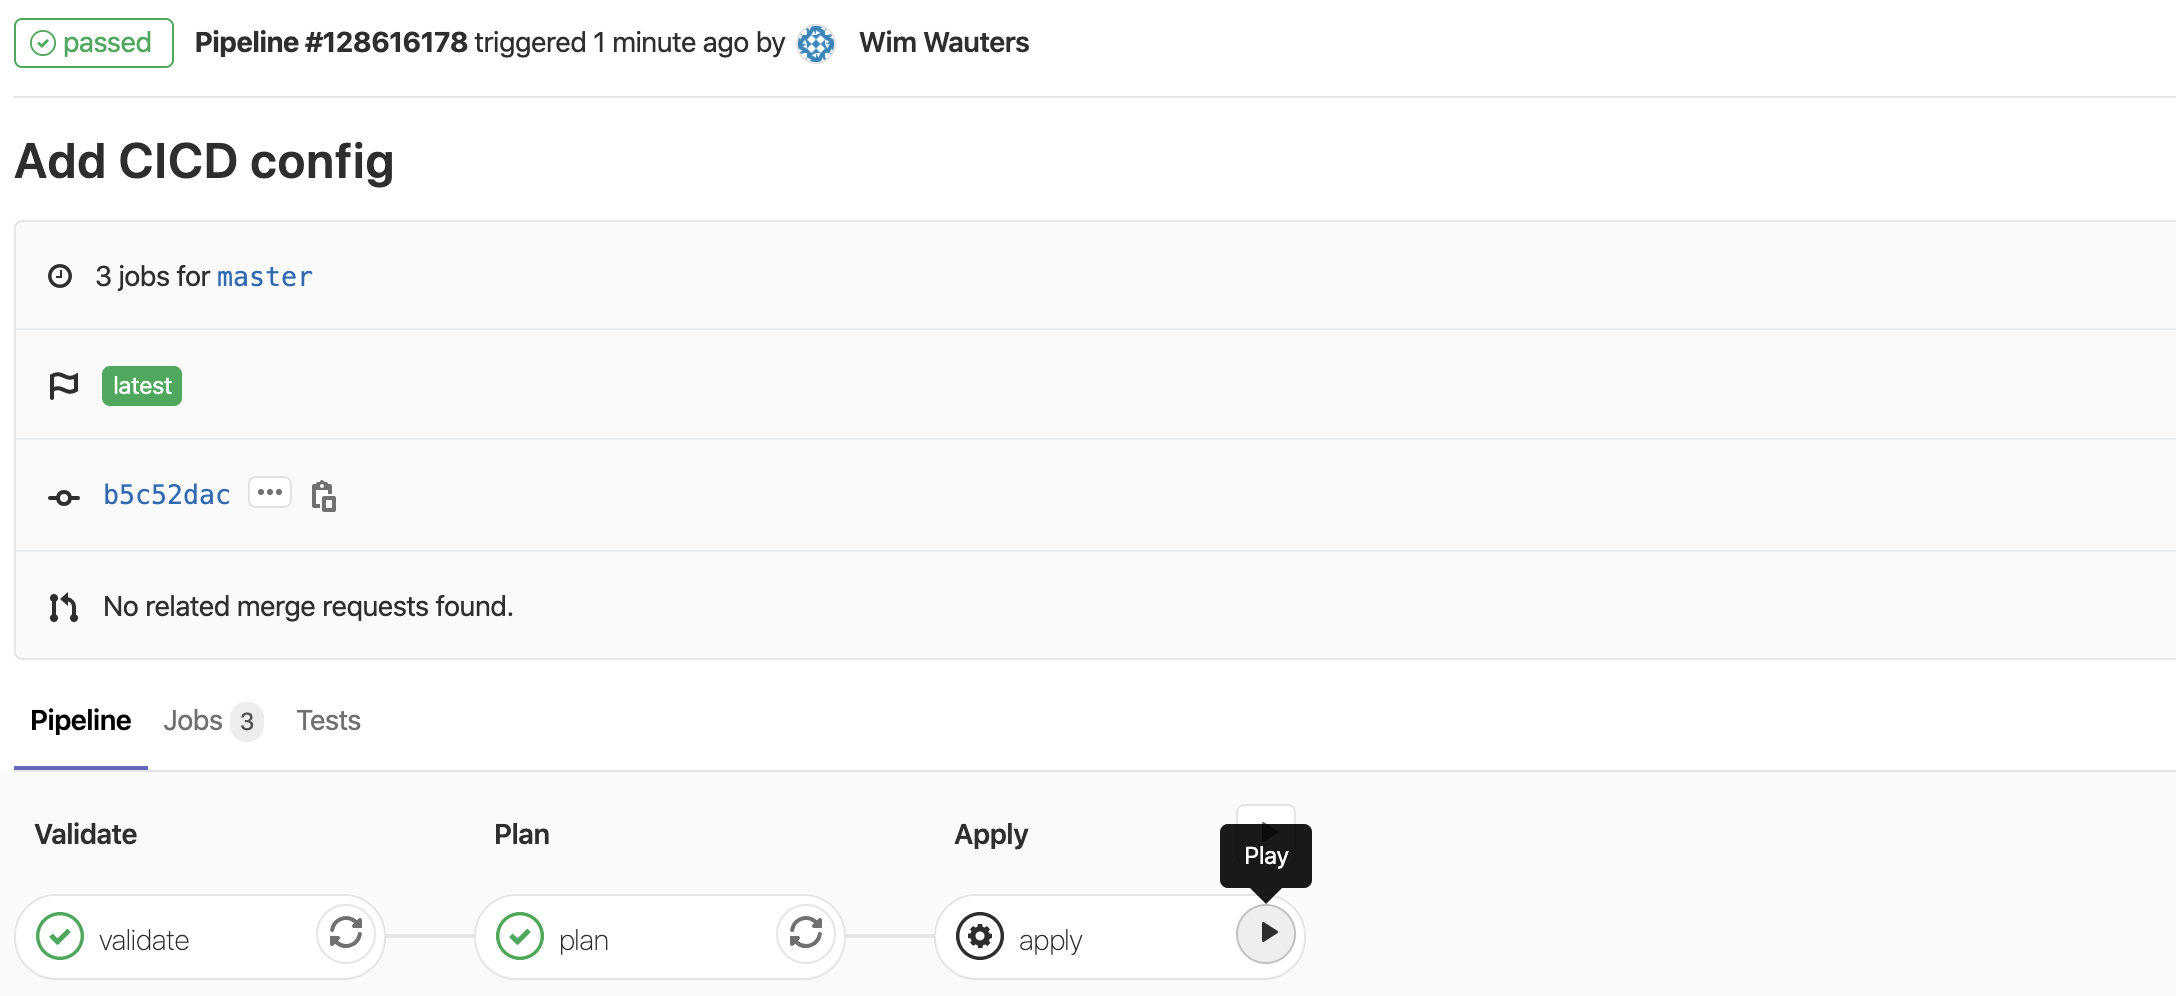 passed Pipeline #128616178 triggered 1 minute ago by Wim Wauters
Add CICD config
3 jobs for master
latest
b5c52dac
No related merge requests found.
Pipeline Jobs 3 Tests
Validate Plan Apply
Play
validate plan apply